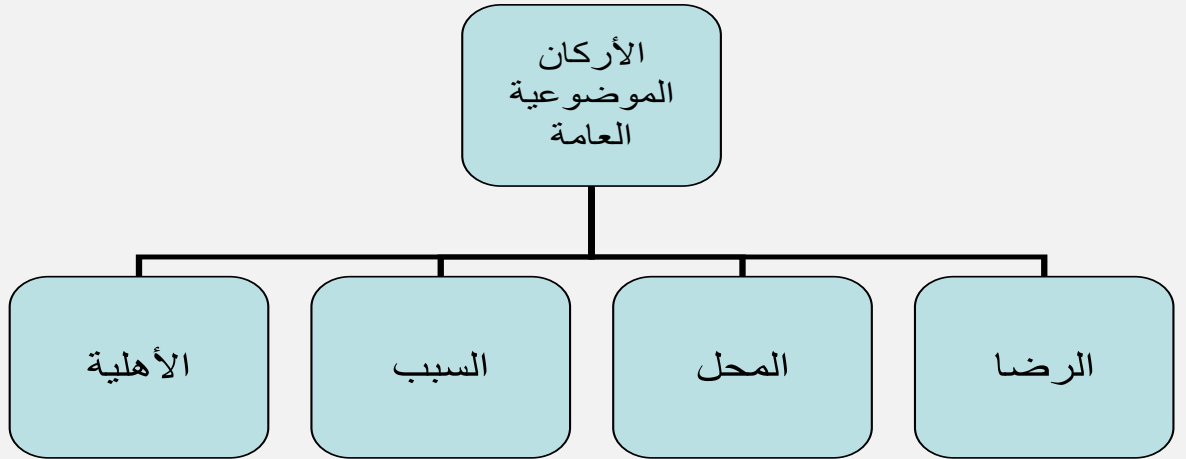 الأركان
الموضوعية
العامة
الرضا
المحل
السبب
الأهلية